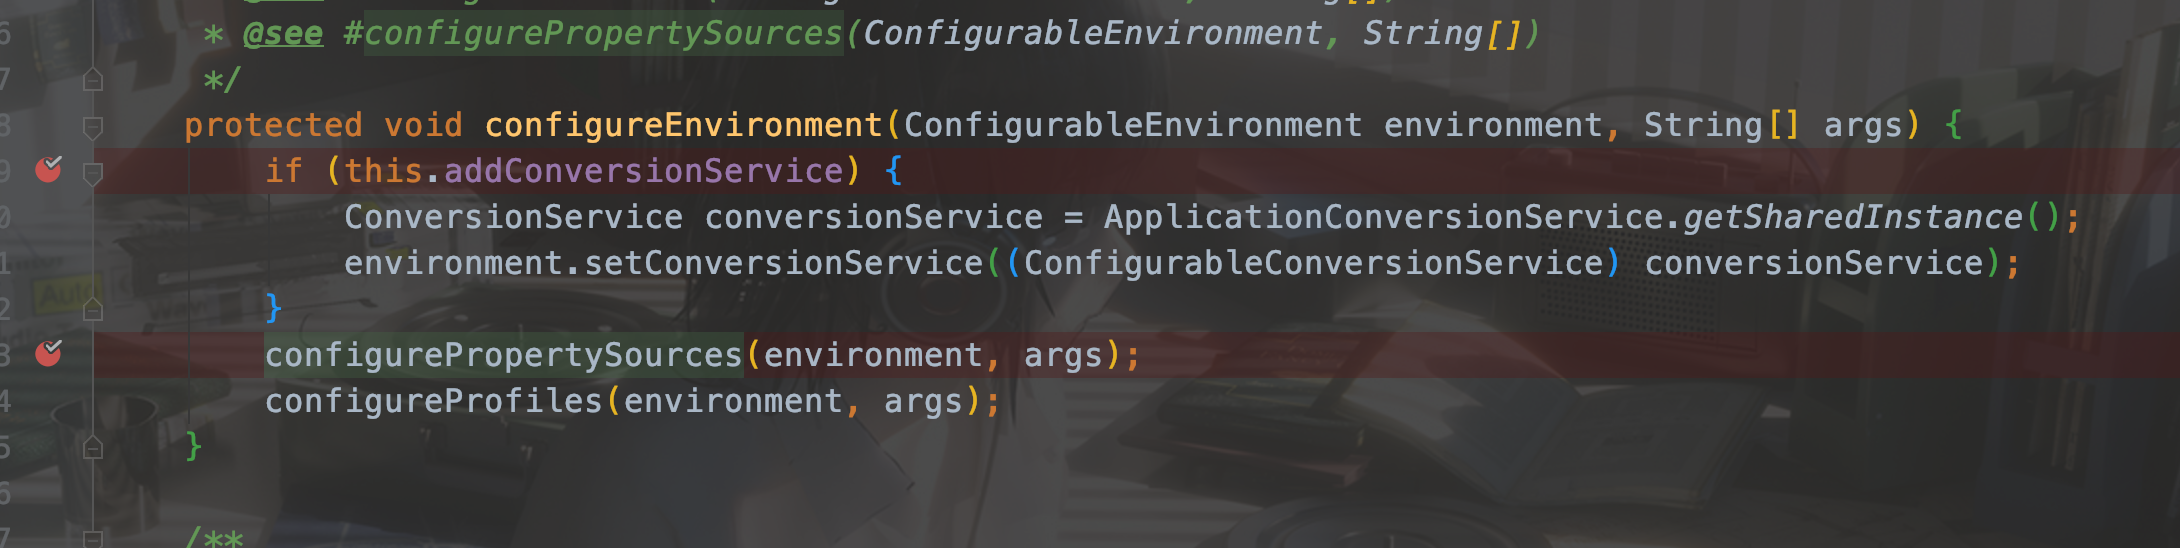 * @see #configurePropertySources(ConfigurableEnvironment, String[])
*/
protected void configureEnvironment(ConfigurableEnvironment environment, String[] args) {
if (this.addConversionService) {
ConversionService conversionService = ApplicationConversionService.getSharedInstance();
environment.setConversionService((ConfigurableConversionService) conversionService);
}
configurePropertySources(environment, args);
configureProfiles(environment, args);
}
/**